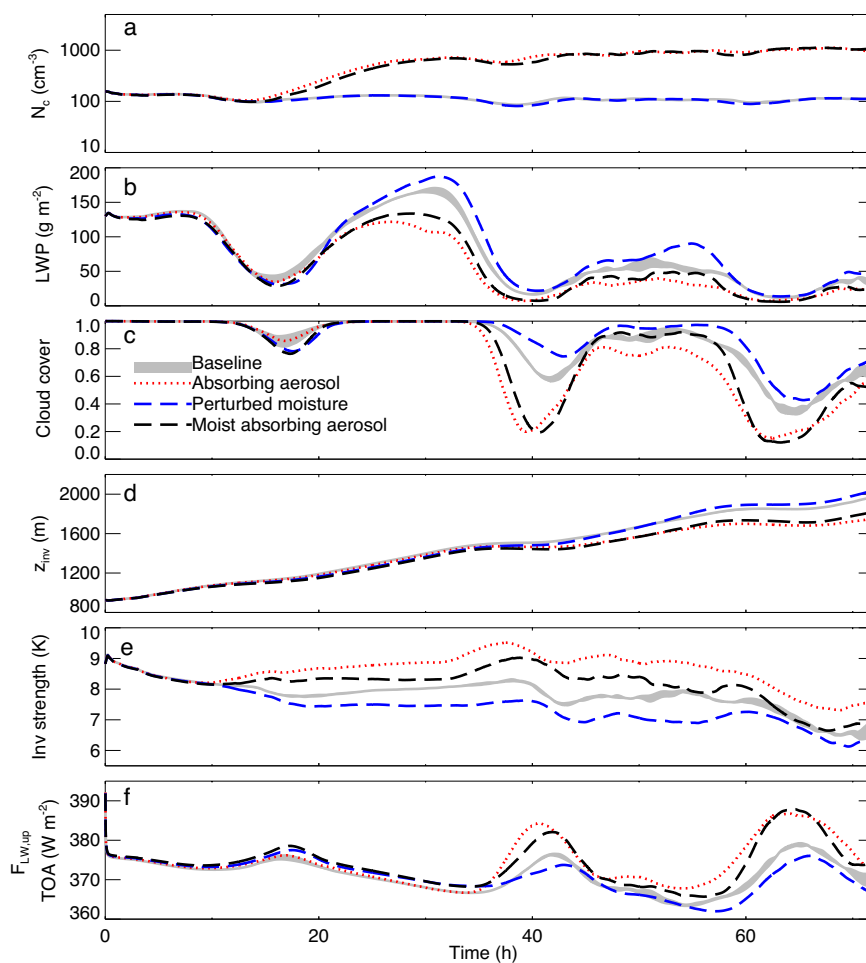 a
1000
100
10
N_c (cm⁻³)
b
200
150
100
50
0
LWP (g m⁻²)
c
1.0
0.8
0.6
0.4
0.2
0.0
Cloud cover
Baseline
Absorbing aerosol
Perturbed moisture
Moist absorbing aerosol
d
2000
1600
1200
800
z_inv (m)
e
10
9
8
7
6
Inv strength (K)
f
390
380
370
360
F_LW,up
TOA (W m⁻²)
0 20 40 60
Time (h)